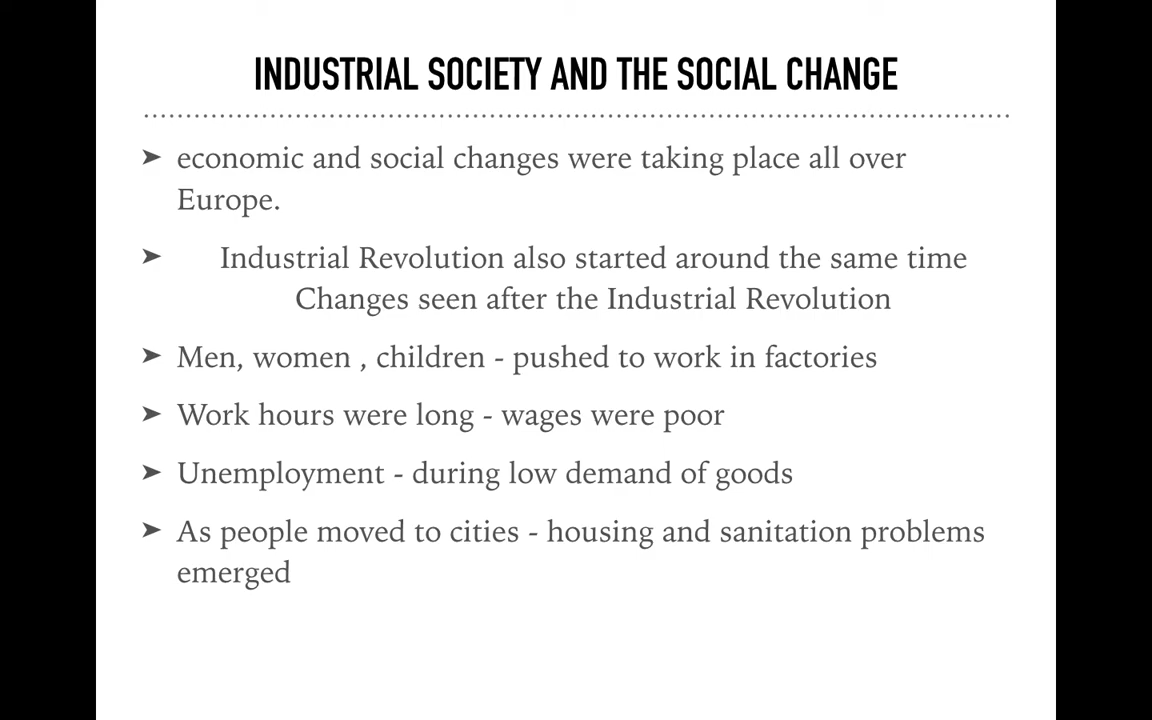 INDUSTRIAL SOCIETY AND THE SOCIAL CHANGE
➤ economic and social changes were taking place all over
Europe.
➤ Industrial Revolution also started around the same time
Changes seen after the Industrial Revolution
➤ Men, women , children - pushed to work in factories
➤ Work hours were long - wages were poor
➤ Unemployment - during low demand of goods
➤ As people moved to cities - housing and sanitation problems
emerged